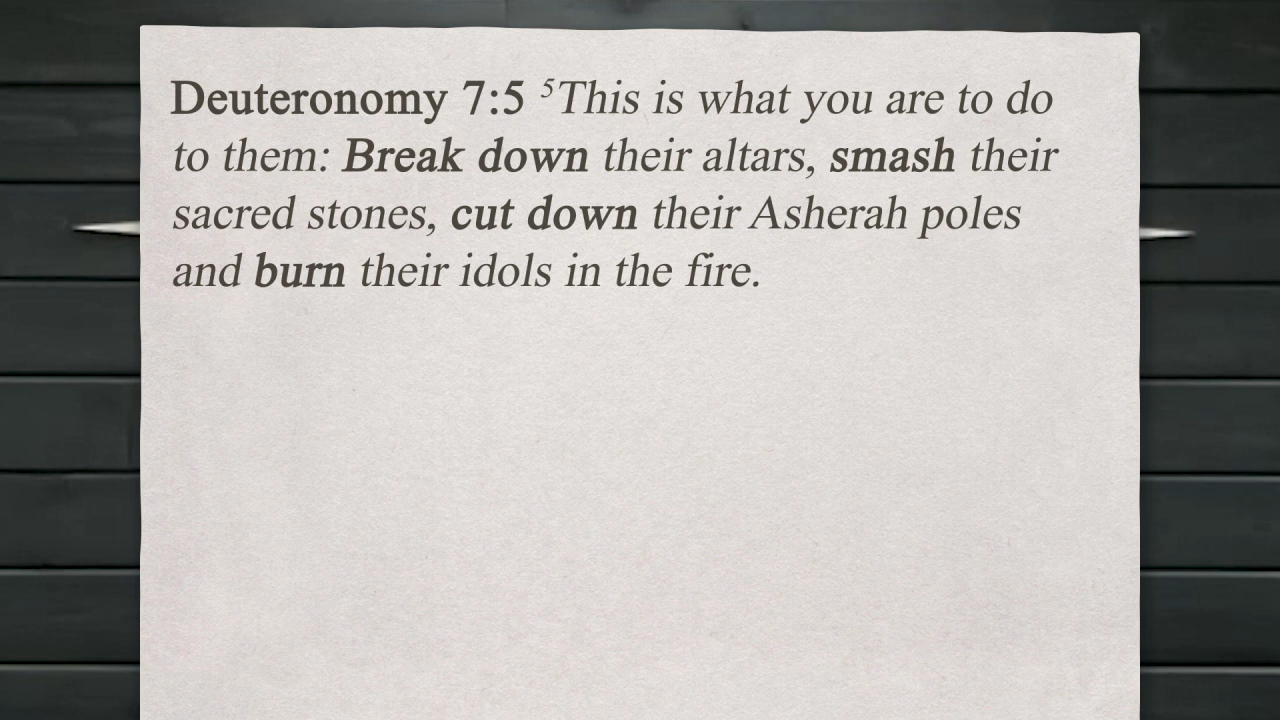 Deuteronomy 7:5 ⁵This is what you are to do
to them: Break down their altars, smash their
sacred stones, cut down their Asherah poles
and burn their idols in the fire.